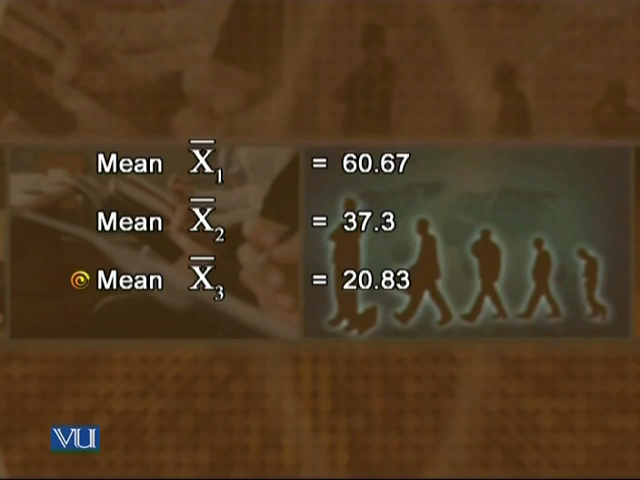 Mean X̅₁ = 60.67
Mean X̅₂ = 37.3
Mean X̅₃ = 20.83
VU